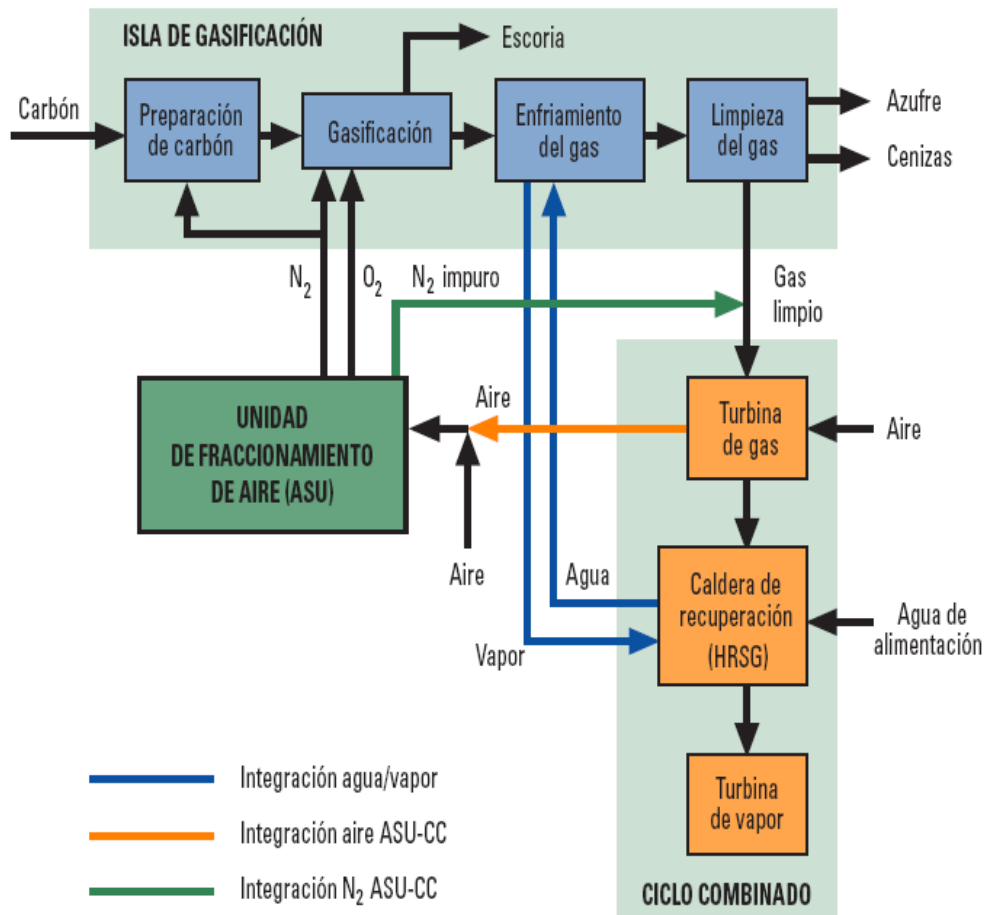 ISLA DE GASIFICACIÓN
Escoria
Carbón
Preparación
de carbón
Gasificación
Enfriamiento
del gas
Limpieza
del gas
Azufre
Cenizas
N2
O2
N2 impuro
Gas
limpio
UNIDAD
DE FRACCIONAMIENTO
DE AIRE (ASU)
Aire
Turbina
de gas
Aire
Aire
Agua
Caldera de
recuperación
(HRSG)
Agua de
alimentación
Vapor
Turbina
de vapor
Integración agua/vapor
Integración aire ASU-CC
Integración N2 ASU-CC
CICLO COMBINADO